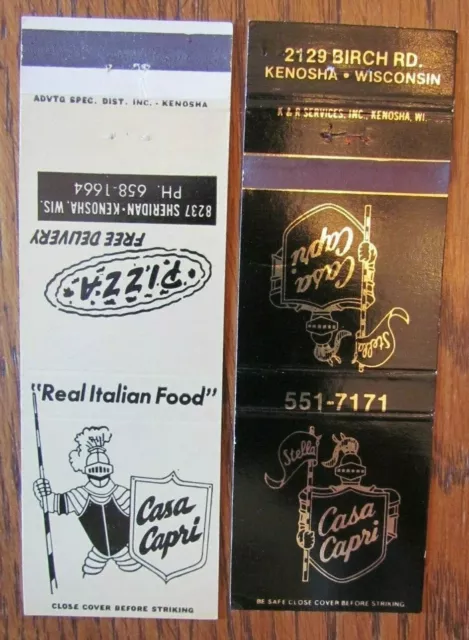 ADVTG SPEC. DIST. INC. - KENOSHA
8237 SHERIDAN • KENOSHA, WIS.
PH. 658-1664
FREE DELIVERY
PIZZA
"Real Italian Food"
Casa
Capri
CLOSE COVER BEFORE STRIKING
2129 BIRCH RD.
KENOSHA • WISCONSIN
K & R SERVICES, INC., KENOSHA, WI.
Stella
Casa
Capri
551-7171
Stella
Casa
Capri
BE SAFE CLOSE COVER BEFORE STRIKING